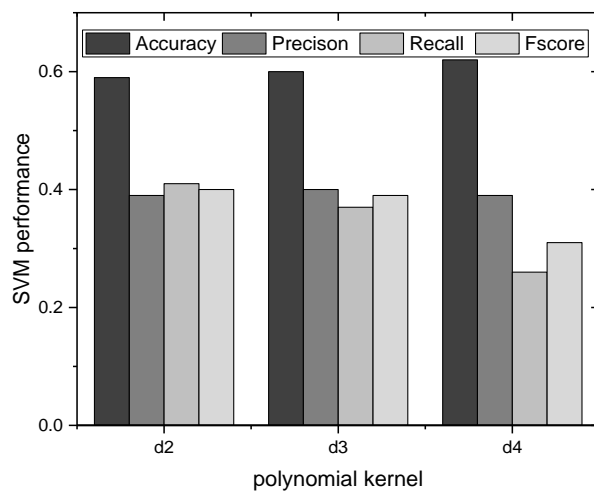 Accuracy Precison Recall Fscore
0.6
0.4
0.2
0.0
SVM performance
d2 d3 d4
polynomial kernel